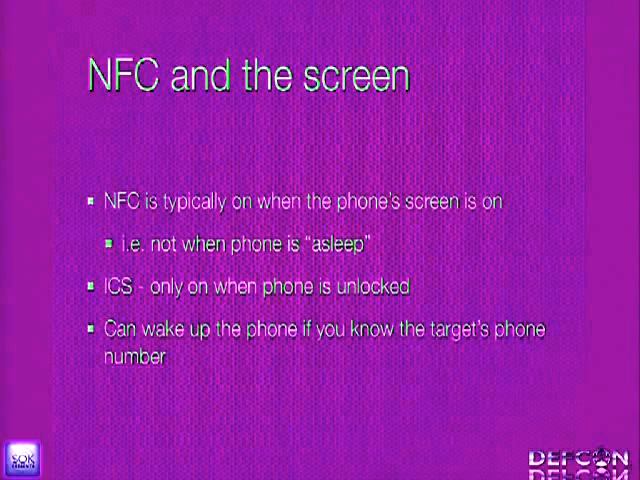 NFC and the screen
NFC is typically on when the phone's screen is on
i.e. not when phone is "asleep"
ICS - only on when phone is unlocked
Can wake up the phone if you know the target's phone
number
SOK
DEFCON